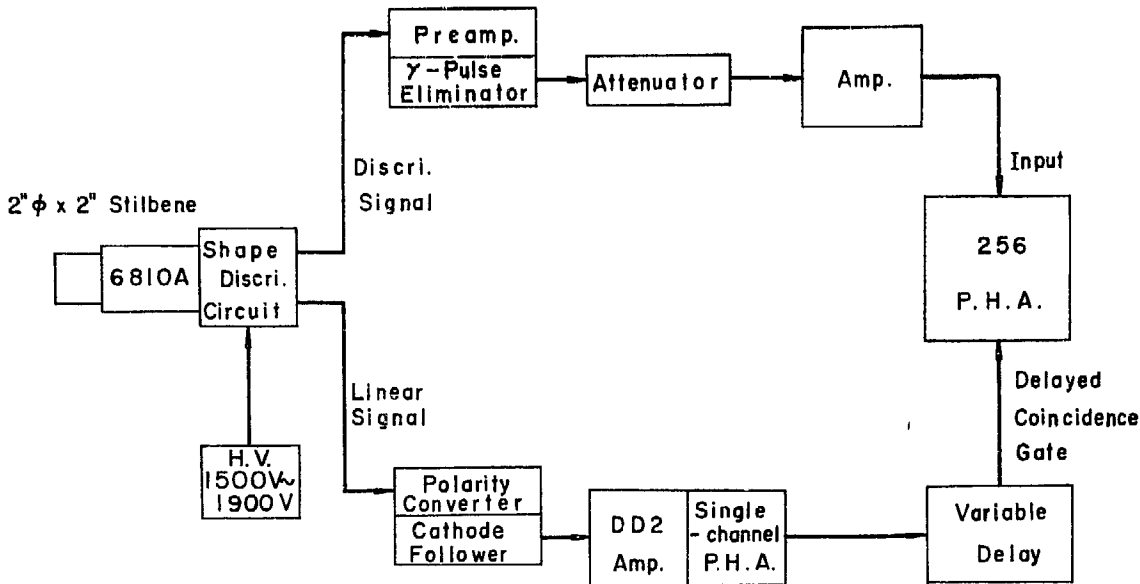 Preamp.
γ-Pulse
Eliminator
Attenuator
Amp.
Discri.
Signal
Input
2"φ x 2" Stilbene
6810A
Shape
Discri.
Circuit
256
P.H.A.
Linear
Signal
Delayed
Coincidence
Gate
H.V.
1500V~
1900V
Polarity
Converter
Cathode
Follower
DD2
Amp.
Single
-channel
P.H.A.
Variable
Delay